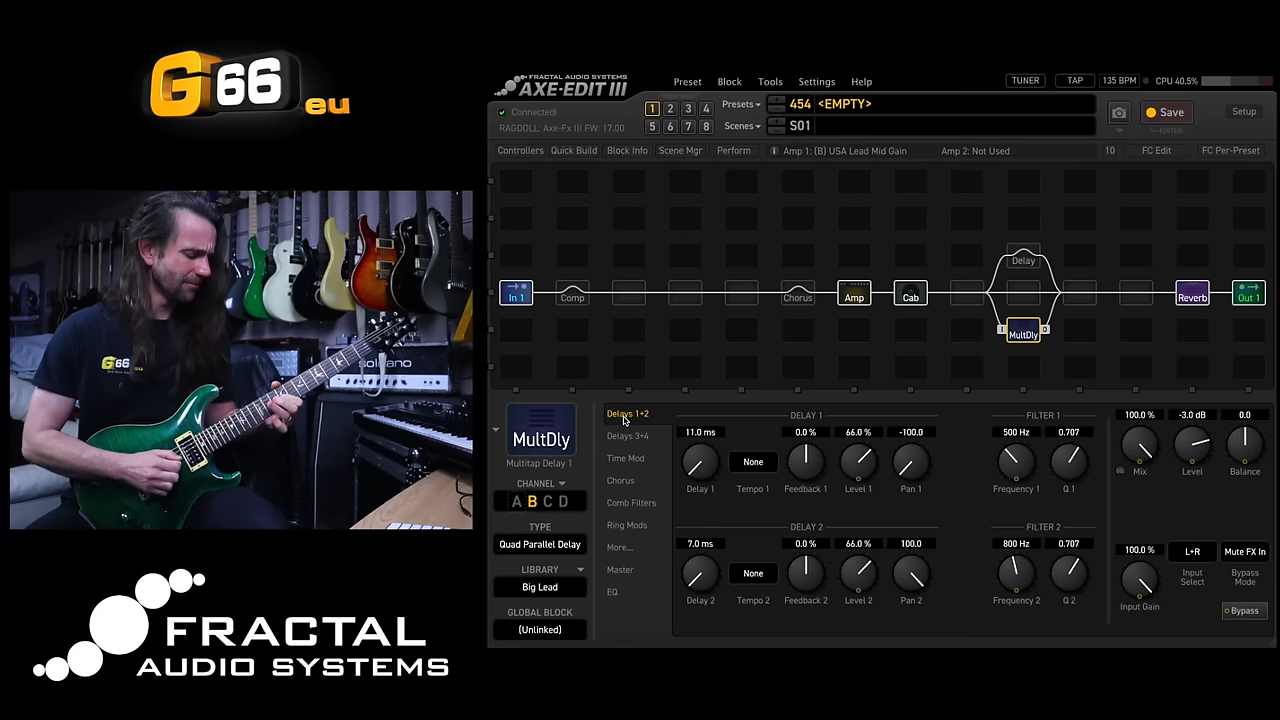 G66.eu
FRACTAL AUDIO SYSTEMS
AXE-EDIT III
Preset Block Tools Settings Help
TUNER TAP 135 BPM CPU 40.5%
Connected!
RAGDOLL: Axe-Fx III FW: 17.00
1 2 3 4
5 6 7 8
Presets 454 <EMPTY>
Scenes S01
Save
EDITED
Setup
Controllers Quick Build Block Info Scene Mgr Perform
Amp 1: (B) USA Lead Mid Gain Amp 2: Not Used
10 FC Edit FC Per-Preset
Delay
In 1 Comp Chorus Amp Cab Reverb Out 1
MultDly
G66.eu
soldano
MultDly
Multitap Delay 1
CHANNEL
A B C D
TYPE
Quad Parallel Delay
LIBRARY
Big Lead
GLOBAL BLOCK
(Unlinked)
Delays 1+2
Delays 3+4
Time Mod
Chorus
Comb Filters
Ring Mods
More...
Master
EQ
DELAY 1 FILTER 1
11.0 ms 0.0 % 66.0 % -100.0 500 Hz 0.707
None
Delay 1 Tempo 1 Feedback 1 Level 1 Pan 1 Frequency 1 Q 1
DELAY 2 FILTER 2
7.0 ms 0.0 % 66.0 % 100.0 800 Hz 0.707
None
Delay 2 Tempo 2 Feedback 2 Level 2 Pan 2 Frequency 2 Q 2
100.0 % -3.0 dB 0.0
Mix Level Balance
100.0 % L+R Mute FX In
Input Gain Input Select Bypass Mode
Bypass
FRACTAL
AUDIO SYSTEMS